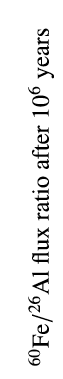 ⁶⁰Fe/²⁶Al flux ratio after 10⁶ years